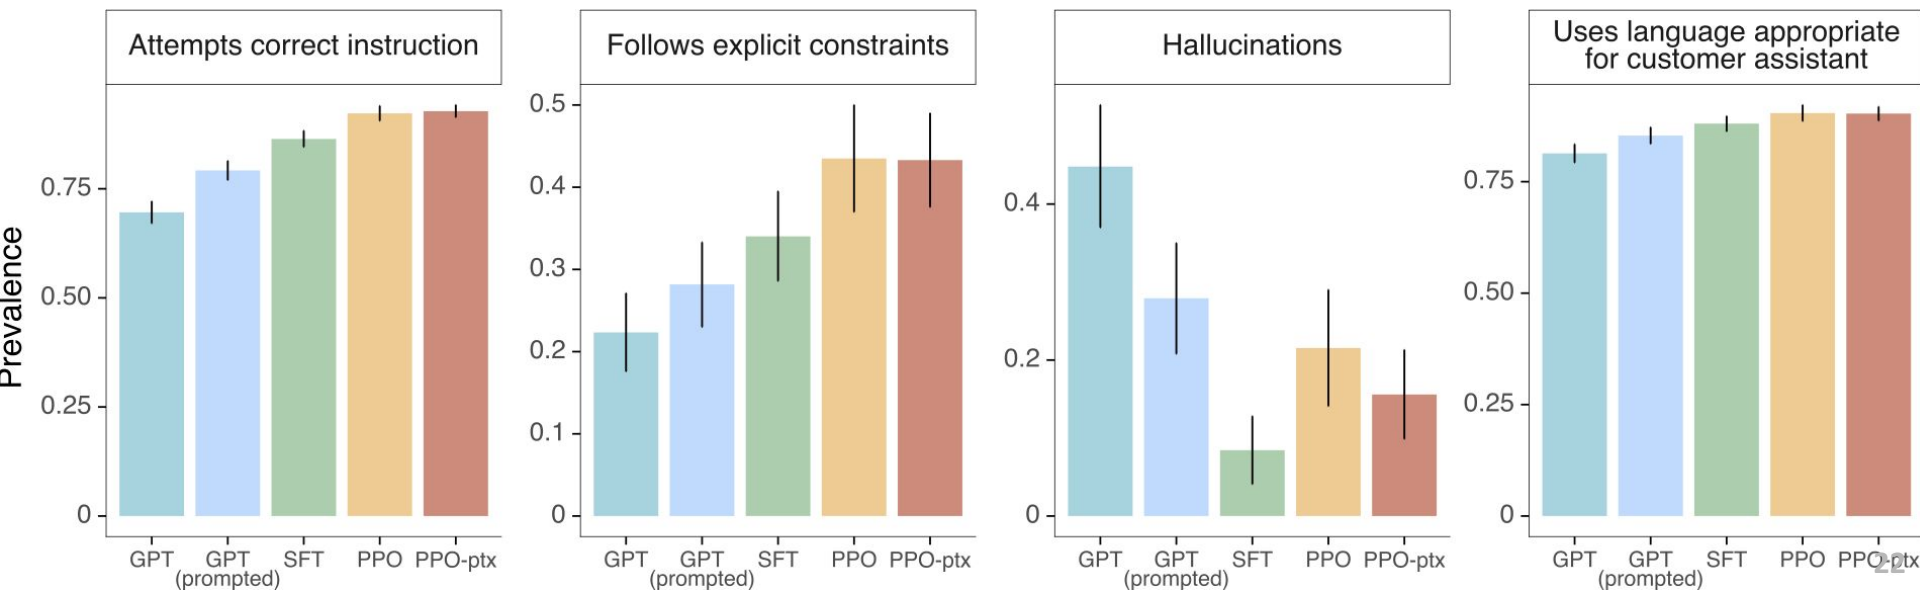 Attempts correct instruction
Follows explicit constraints
Hallucinations
Uses language appropriate
for customer assistant
Prevalence
0.75
0.50
0.25
0
GPT
GPT
(prompted)
SFT
PPO
PPO-ptx
0.5
0.4
0.3
0.2
0.1
0
GPT
GPT
(prompted)
SFT
PPO
PPO-ptx
0.4
0.2
0
GPT
GPT
(prompted)
SFT
PPO
PPO-ptx
0.75
0.50
0.25
0
GPT
GPT
(prompted)
SFT
PPO
PPO-ptx
22